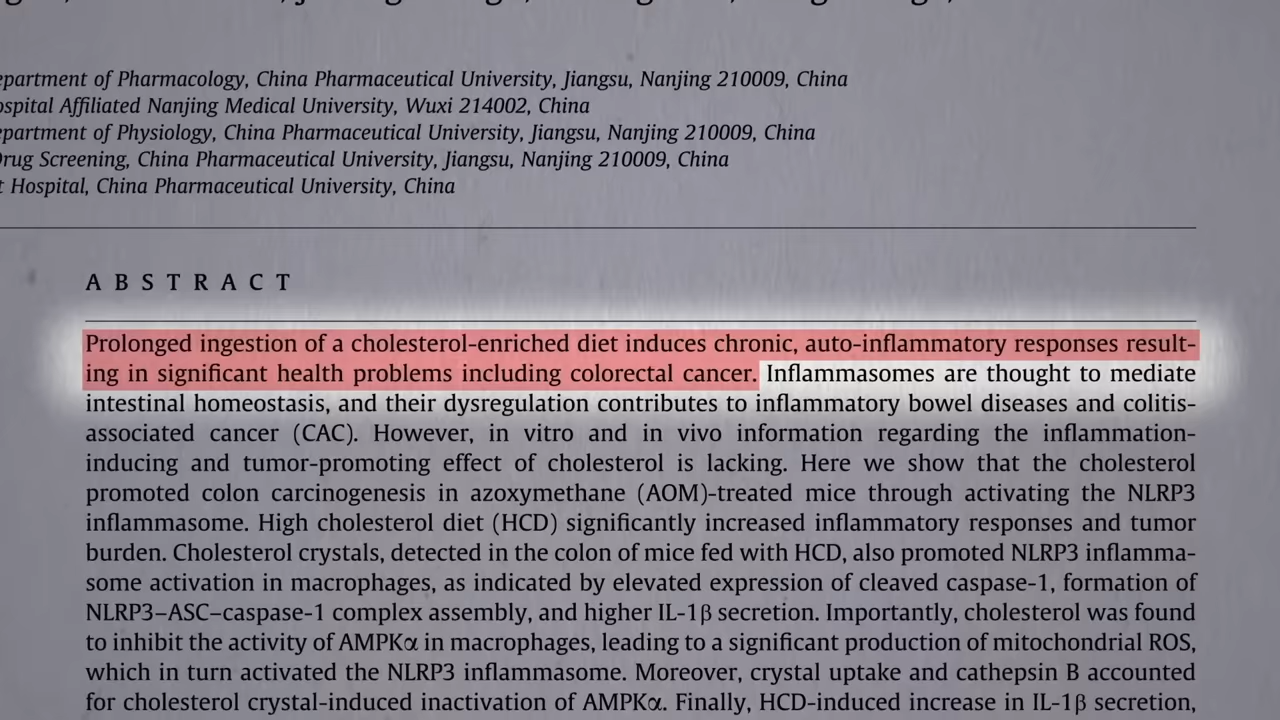 epartment of Pharmacology, China Pharmaceutical University, Jiangsu, Nanjing 210009, China
ospital Affiliated Nanjing Medical University, Wuxi 214002, China
epartment of Physiology, China Pharmaceutical University, Jiangsu, Nanjing 210009, China
Drug Screening, China Pharmaceutical University, Jiangsu, Nanjing 210009, China
t Hospital, China Pharmaceutical University, China
ABSTRACT
Prolonged ingestion of a cholesterol-enriched diet induces chronic, auto-inflammatory responses result-
ing in significant health problems including colorectal cancer. Inflammasomes are thought to mediate
intestinal homeostasis, and their dysregulation contributes to inflammatory bowel diseases and colitis-
associated cancer (CAC). However, in vitro and in vivo information regarding the inflammation-
inducing and tumor-promoting effect of cholesterol is lacking. Here we show that the cholesterol
promoted colon carcinogenesis in azoxymethane (AOM)-treated mice through activating the NLRP3
inflammasome. High cholesterol diet (HCD) significantly increased inflammatory responses and tumor
burden. Cholesterol crystals, detected in the colon of mice fed with HCD, also promoted NLRP3 inflamma-
some activation in macrophages, as indicated by elevated expression of cleaved caspase-1, formation of
NLRP3–ASC–caspase-1 complex assembly, and higher IL-1β secretion. Importantly, cholesterol was found
to inhibit the activity of AMPKα in macrophages, leading to a significant production of mitochondrial ROS,
which in turn activated the NLRP3 inflammasome. Moreover, crystal uptake and cathepsin B accounted
for cholesterol crystal-induced inactivation of AMPKα. Finally, HCD-induced increase in IL-1β secretion,